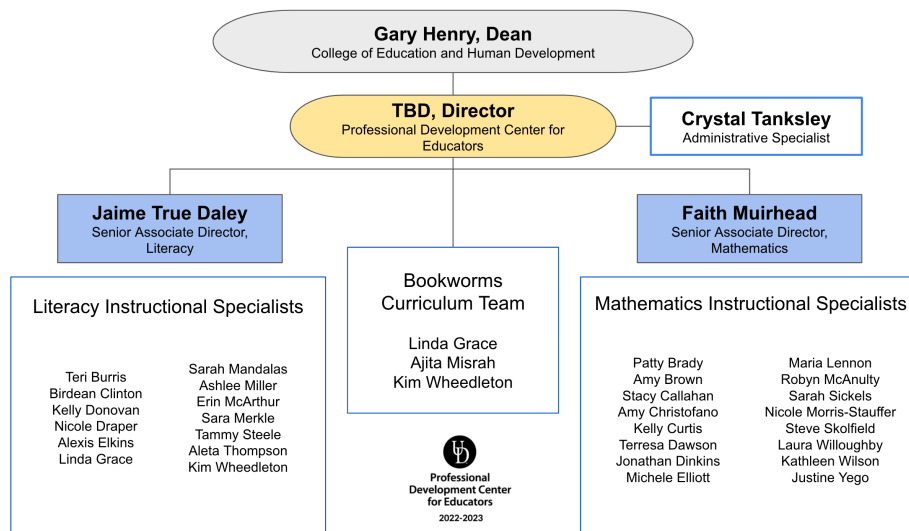 Gary Henry, Dean
College of Education and Human Development
TBD, Director
Professional Development Center for
Educators
Crystal Tanksley
Administrative Specialist
Jaime True Daley
Senior Associate Director,
Literacy
Faith Muirhead
Senior Associate Director,
Mathematics
Literacy Instructional Specialists
Teri Burris
Birdean Clinton
Kelly Donovan
Nicole Draper
Alexis Elkins
Linda Grace
Sarah Mandalas
Ashlee Miller
Erin McArthur
Sara Merkle
Tammy Steele
Aleta Thompson
Kim Wheedleton
Bookworms
Curriculum Team
Linda Grace
Ajita Misrah
Kim Wheedleton
Mathematics Instructional Specialists
Patty Brady
Amy Brown
Stacy Callahan
Amy Christofano
Kelly Curtis
Terresa Dawson
Jonathan Dinkins
Michele Elliott
Maria Lennon
Robyn McAnulty
Sarah Sickels
Nicole Morris-Stauffer
Steve Skolfield
Laura Willoughby
Kathleen Wilson
Justine Yego
UD
Professional
Development Center
for Educators
2022-2023